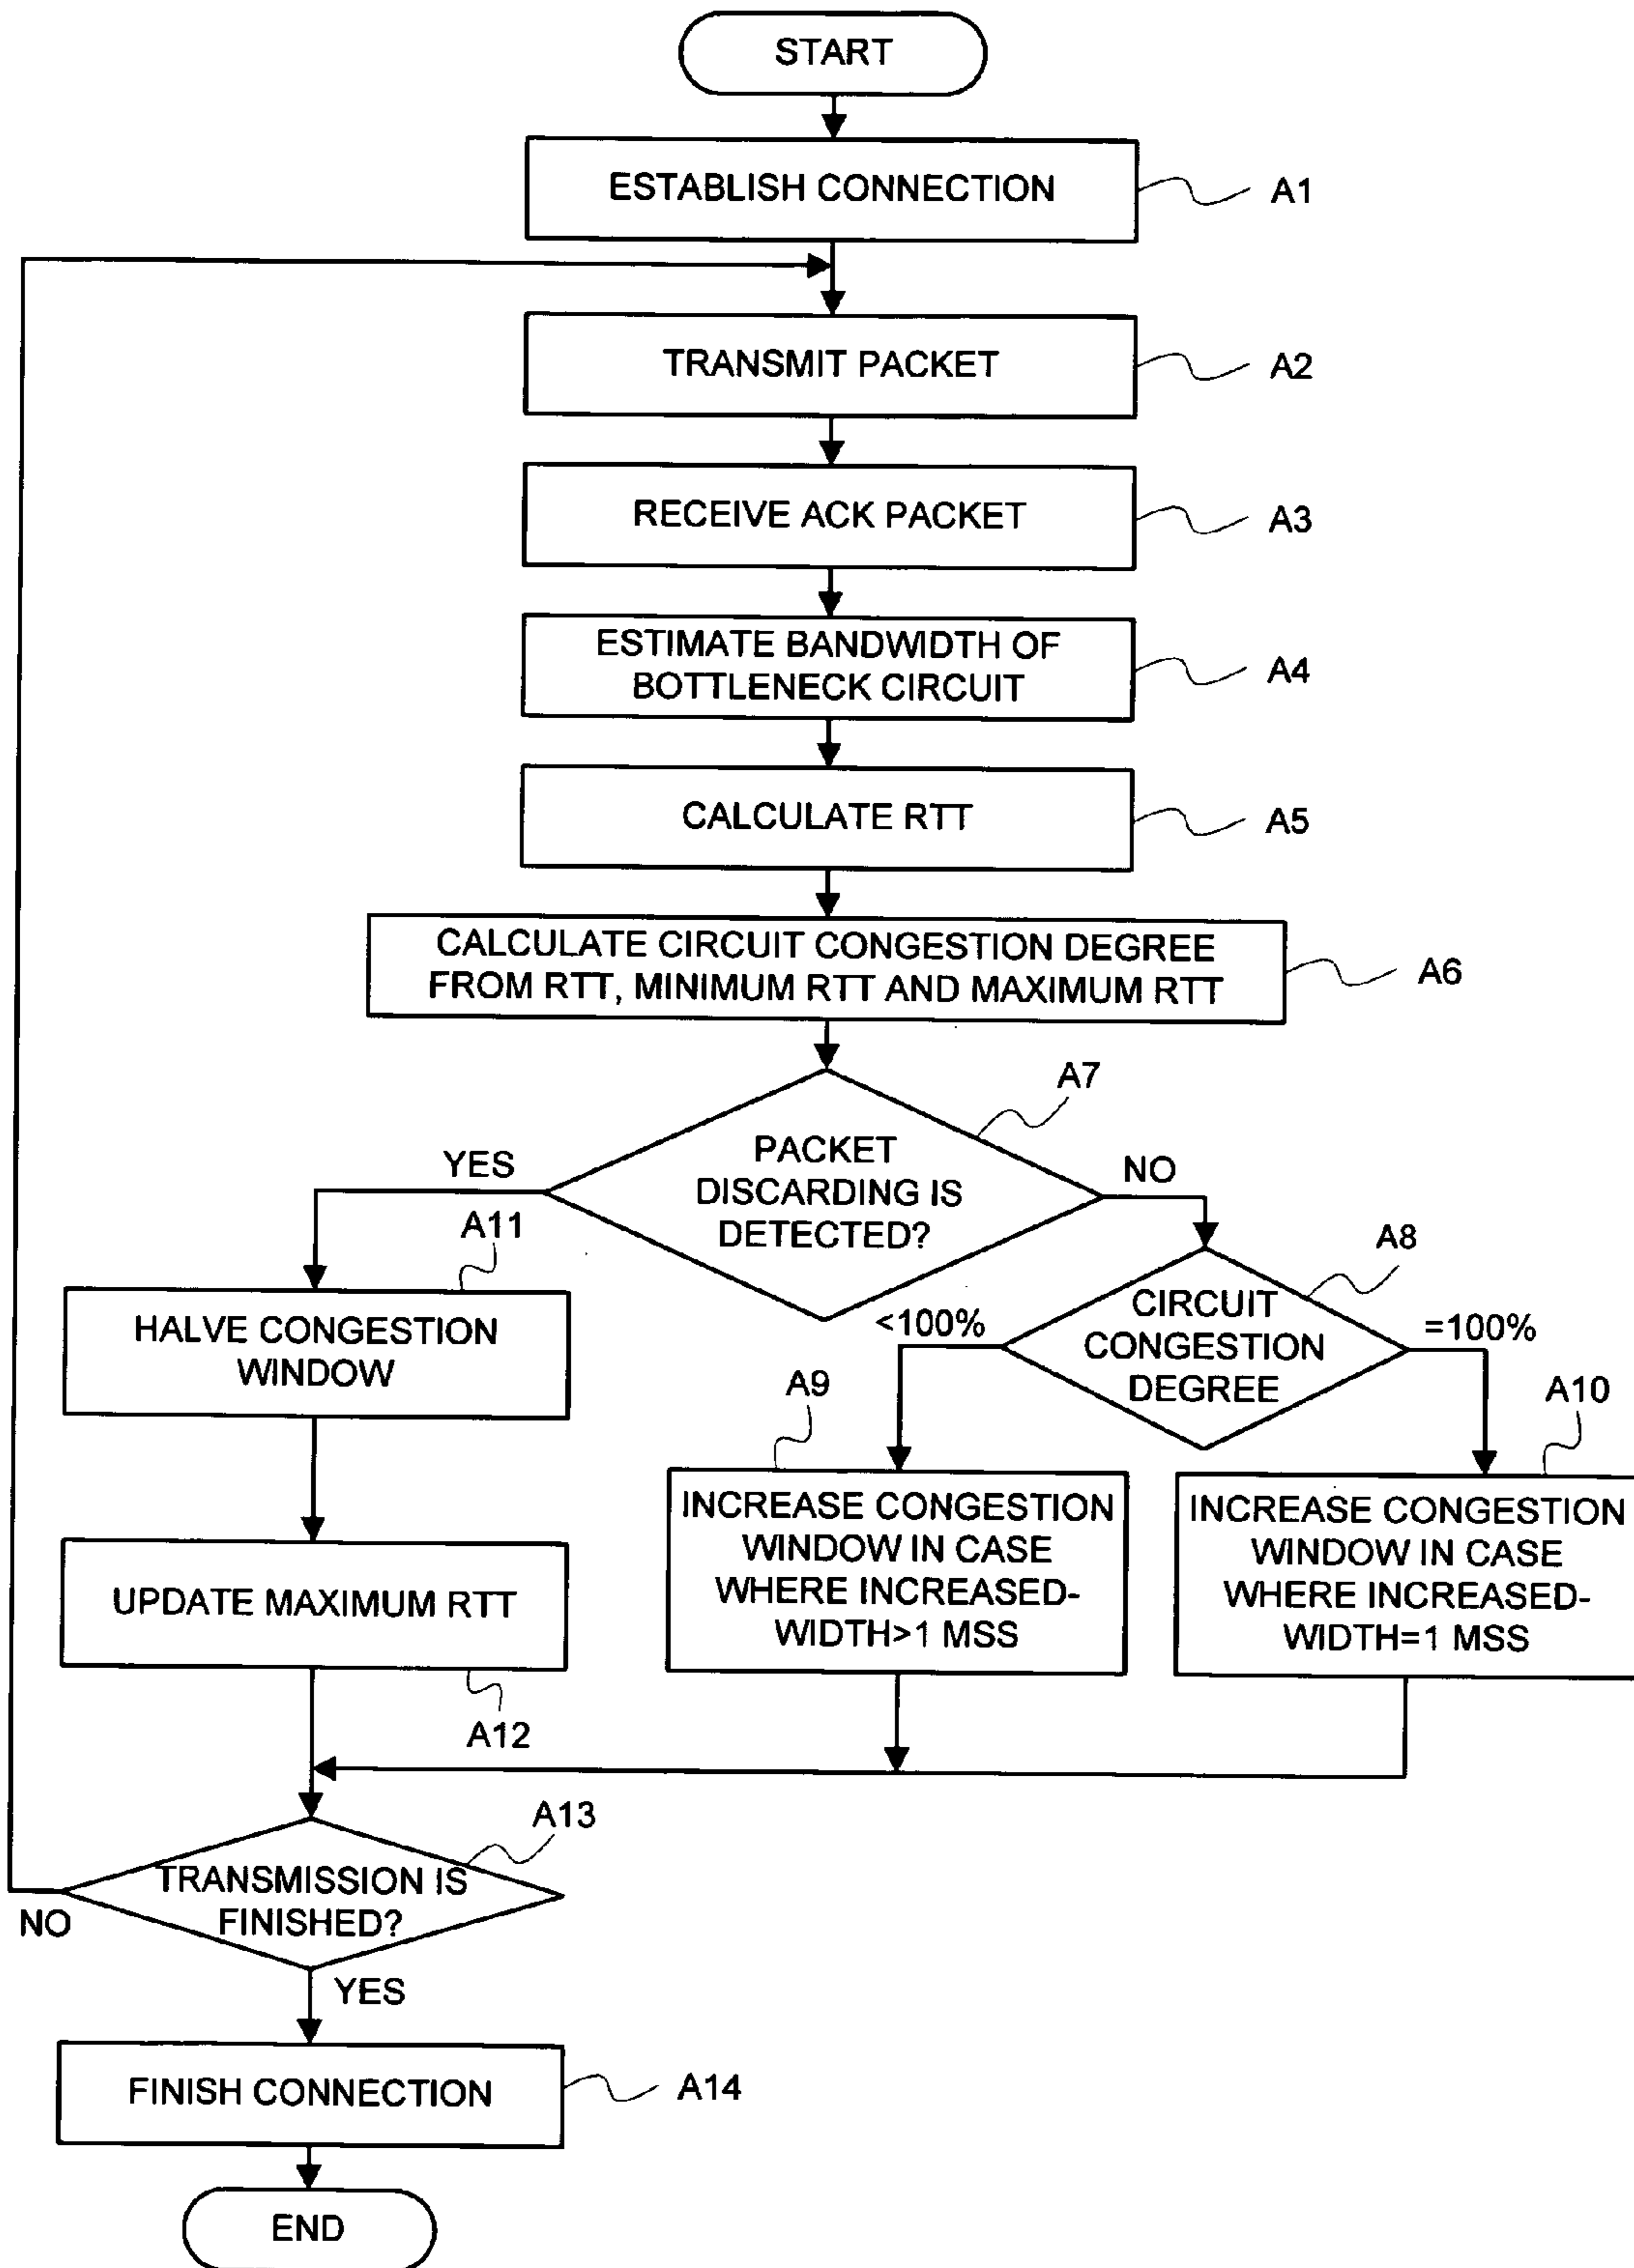 START
ESTABLISH CONNECTION
A1
TRANSMIT PACKET
A2
RECEIVE ACK PACKET
A3
ESTIMATE BANDWIDTH OF
BOTTLENECK CIRCUIT
A4
CALCULATE RTT
A5
CALCULATE CIRCUIT CONGESTION DEGREE
FROM RTT, MINIMUM RTT AND MAXIMUM RTT
A6
A7
PACKET
DISCARDING IS
DETECTED?
YES
NO
A11
HALVE CONGESTION
WINDOW
A8
CIRCUIT
CONGESTION
DEGREE
<100%
=100%
A9
INCREASE CONGESTION
WINDOW IN CASE
WHERE INCREASED-
WIDTH>1 MSS
A10
INCREASE CONGESTION
WINDOW IN CASE
WHERE INCREASED-
WIDTH=1 MSS
UPDATE MAXIMUM RTT
A12
A13
TRANSMISSION IS
FINISHED?
NO
YES
FINISH CONNECTION
A14
END